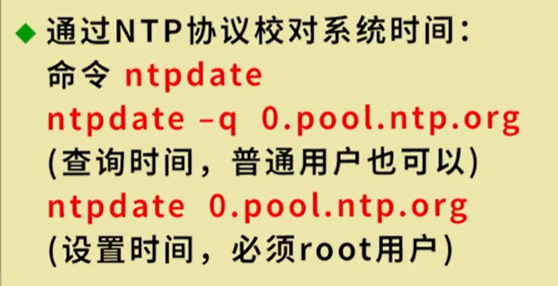 通过NTP协议校对系统时间：
命令 ntpdate
ntpdate –q 0.pool.ntp.org
(查询时间，普通用户也可以)
ntpdate 0.pool.ntp.org
(设置时间，必须root用户)